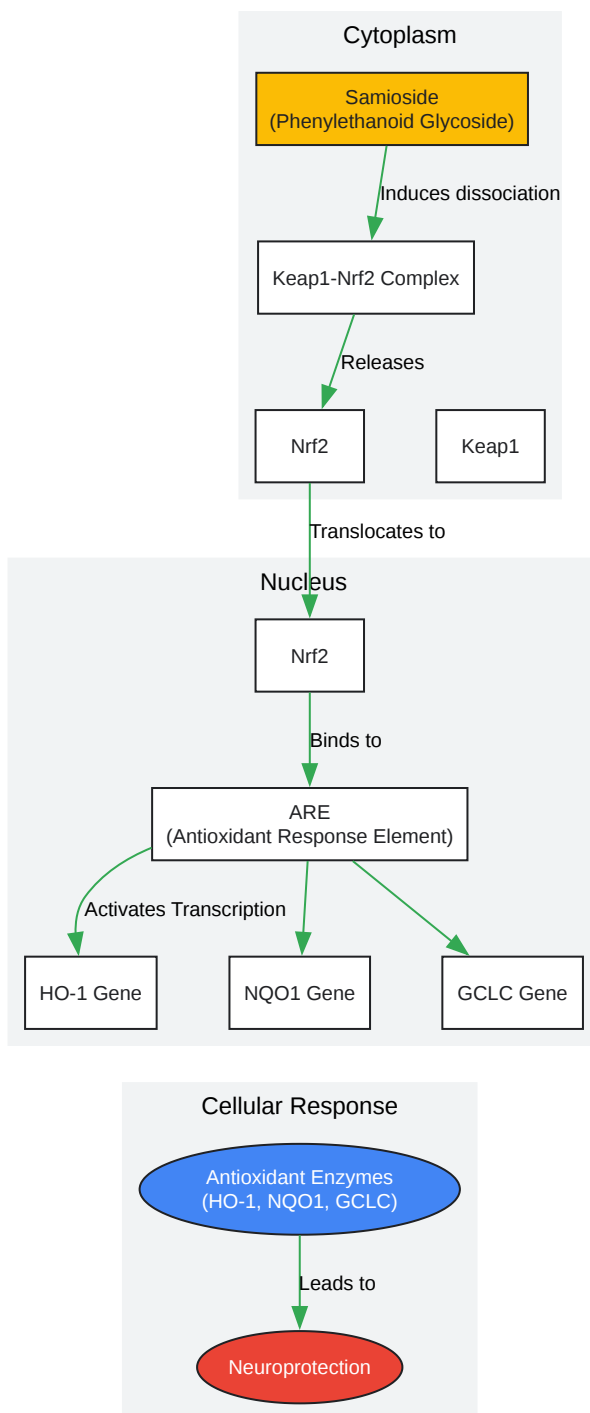 Cytoplasm
Samioside
(Phenylethanoid Glycoside)
Induces dissociation
Keap1-Nrf2 Complex
Releases
Nrf2
Keap1
Translocates to
Nucleus
Nrf2
Binds to
ARE
(Antioxidant Response Element)
Activates Transcription
HO-1 Gene
NQO1 Gene
GCLC Gene
Cellular Response
Antioxidant Enzymes
(HO-1, NQO1, GCLC)
Leads to
Neuroprotection